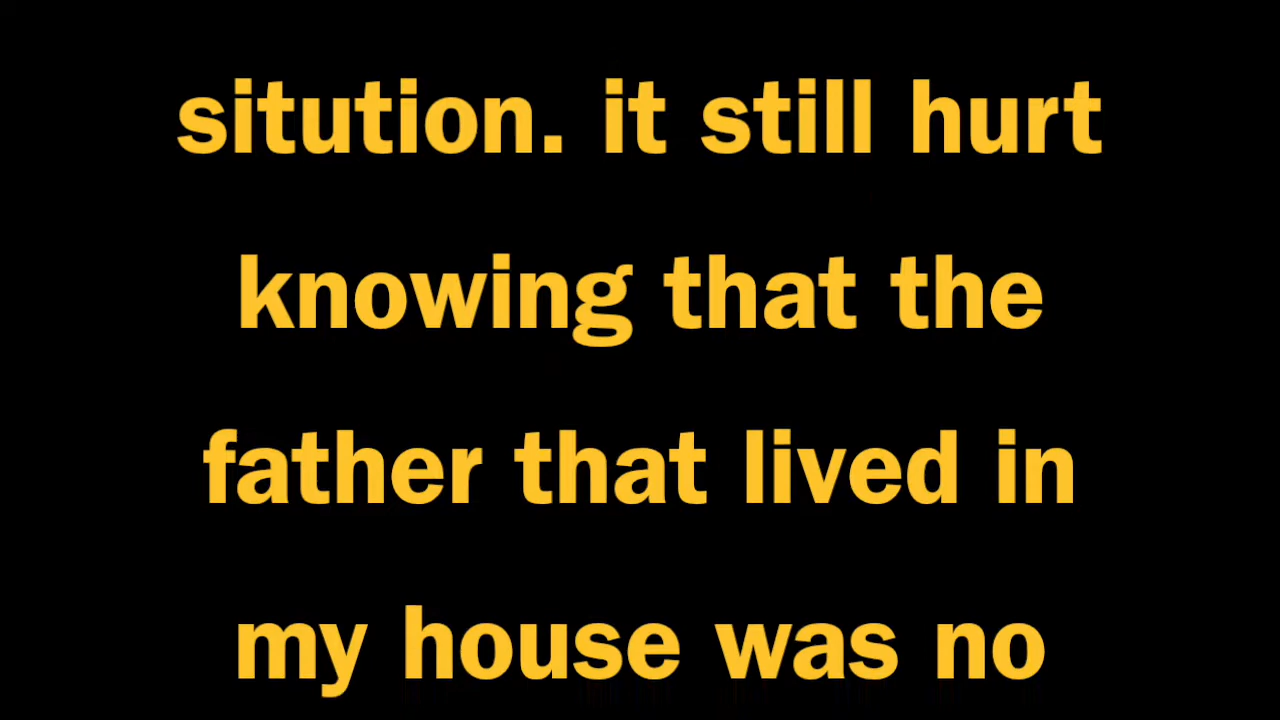 sitution. it still hurt
knowing that the
father that lived in
my house was no